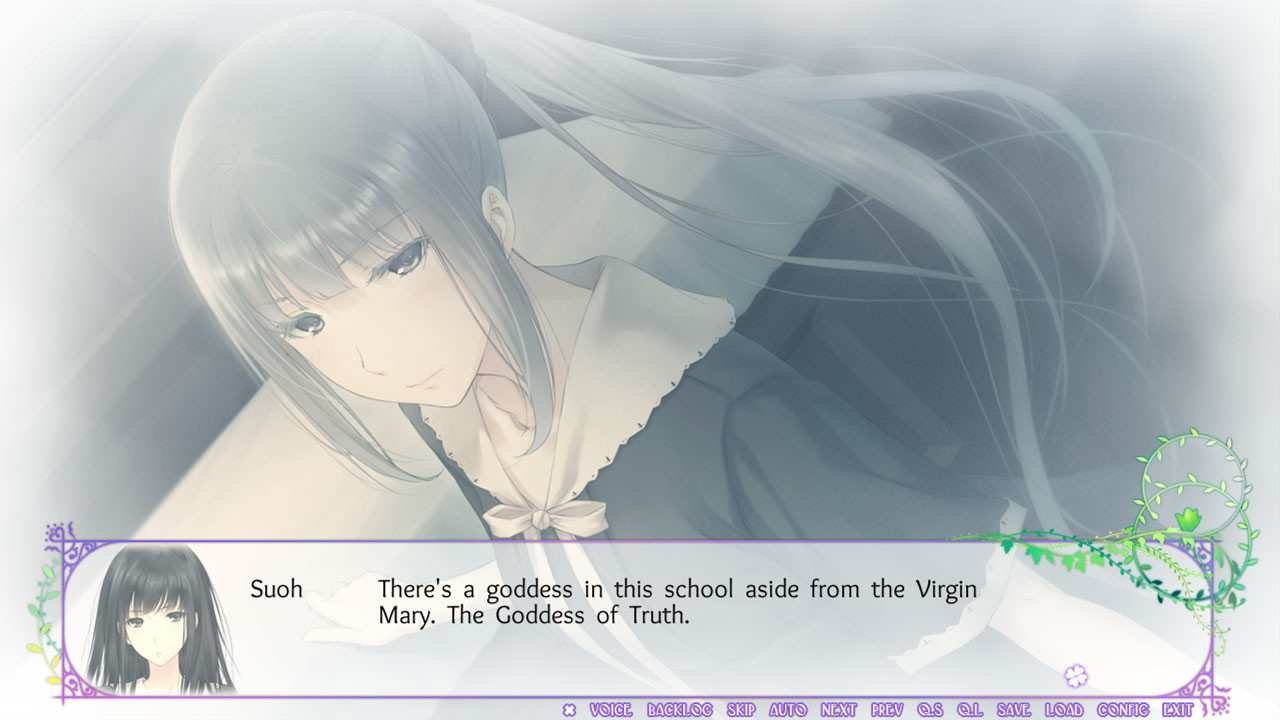 Suoh
There's a goddess in this school aside from the Virgin
Mary. The Goddess of Truth.
VOICE BACKLOG SKIP AUTO NEXT PREV Q.S Q.L SAVE LOAD CONFIG EXIT